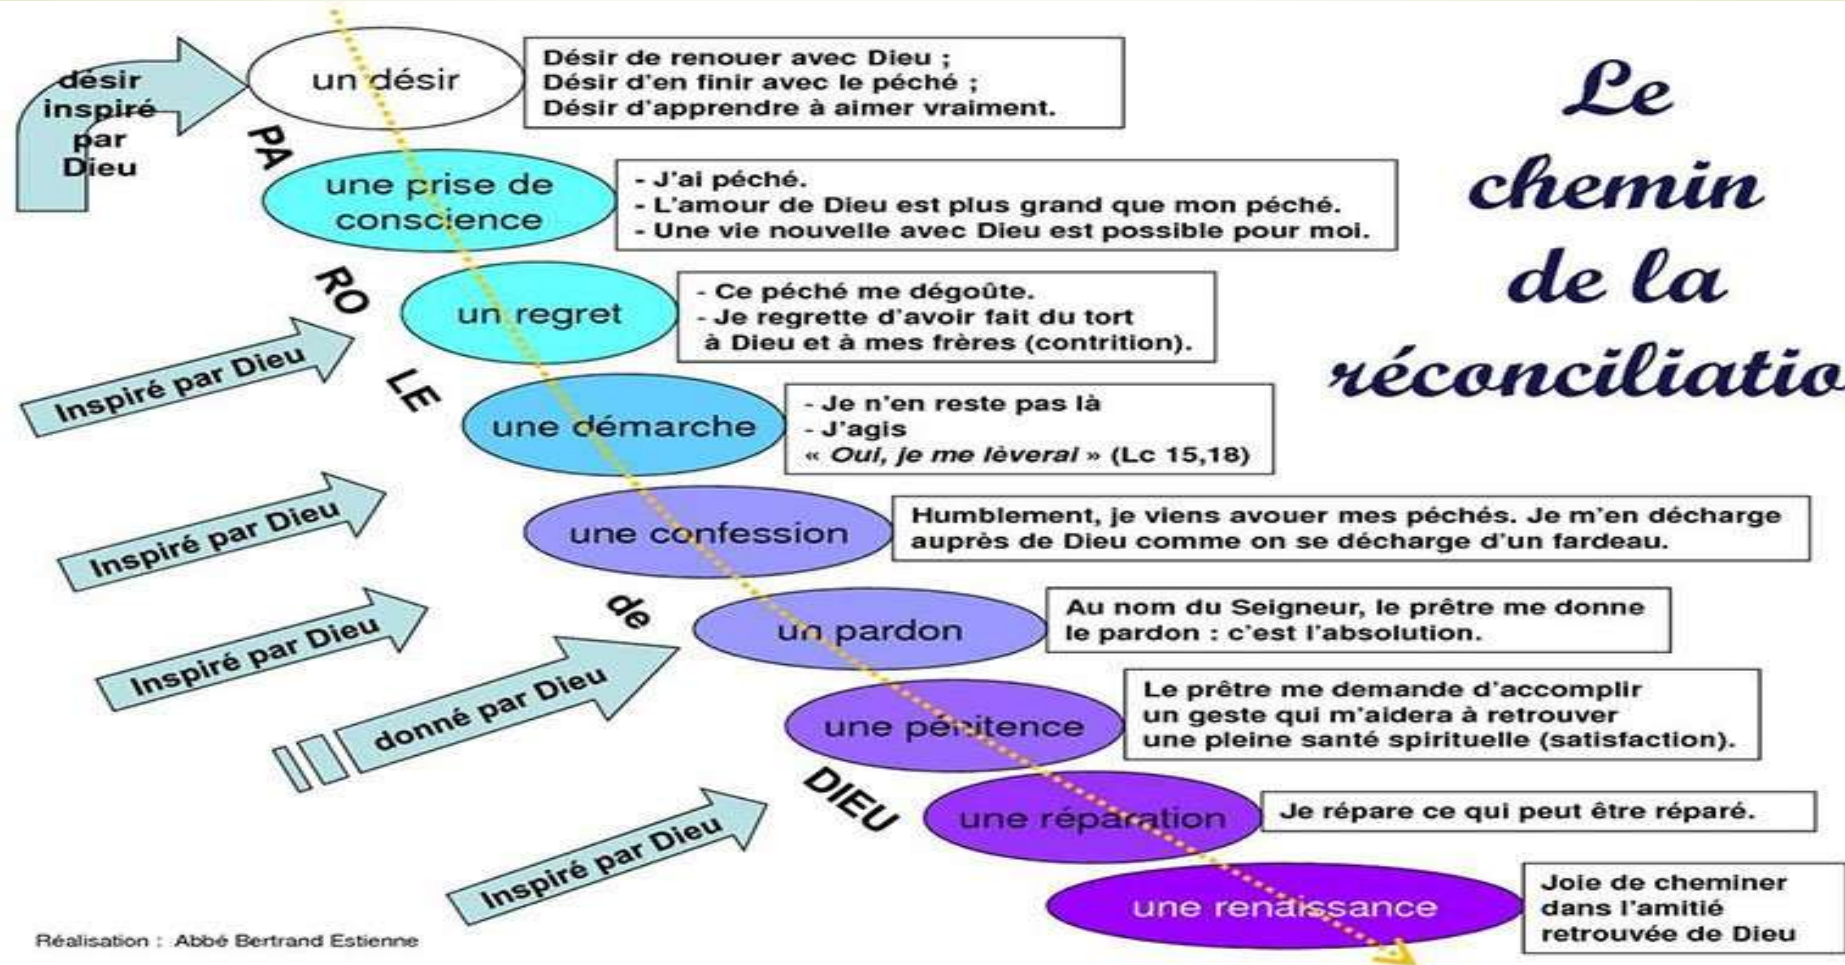 Le
chemin
de la
réconciliatio
désir
inspiré
par
Dieu
un désir
Désir de renouer avec Dieu ;
Désir d'en finir avec le péché ;
Désir d'apprendre à aimer vraiment.
PA
une prise de
conscience
- J'ai péché.
- L'amour de Dieu est plus grand que mon péché.
- Une vie nouvelle avec Dieu est possible pour moi.
RO
un regret
- Ce péché me dégoûte.
- Je regrette d'avoir fait du tort
à Dieu et à mes frères (contrition).
Inspiré par Dieu
LE
une démarche
- Je n'en reste pas là
- J'agis
« Oui, je me lèverai » (Lc 15,18)
Inspiré par Dieu
une confession
Humblement, je viens avouer mes péchés. Je m'en décharge
auprès de Dieu comme on se décharge d'un fardeau.
Inspiré par Dieu
de
un pardon
Au nom du Seigneur, le prêtre me donne
le pardon : c'est l'absolution.
donné par Dieu
une pénitence
Le prêtre me demande d'accomplir
un geste qui m'aidera à retrouver
une pleine santé spirituelle (satisfaction).
DIEU
une réparation
Je répare ce qui peut être réparé.
Inspiré par Dieu
une renaissance
Joie de cheminer
dans l'amitié
retrouvée de Dieu
Réalisation : Abbé Bertrand Estienne